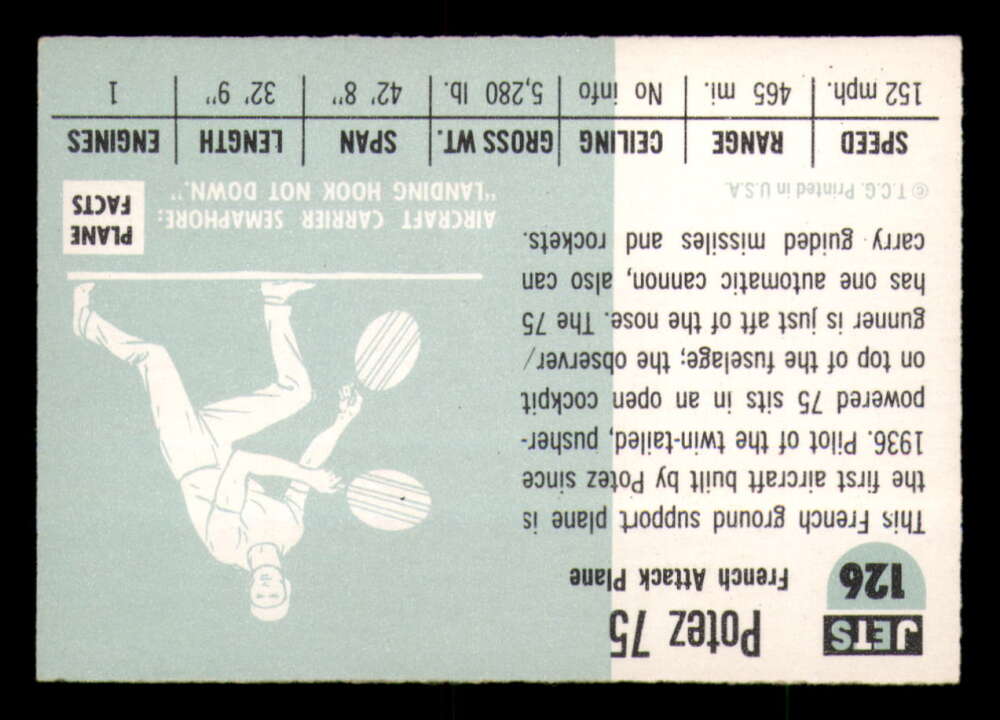 JETS
126
Potez 75
French Attack Plane
This French ground support plane is
the first aircraft built by Potez since
1936. Pilot of the twin-tailed, pusher-
powered 75 sits in an open cockpit
on top of the fuselage; the observer/
gunner is just aft of the nose. The 75
has one automatic cannon, also can
carry guided missiles and rockets.
© T.C.G. Printed in U.S.A.
AIRCRAFT CARRIER SEMAPHORE:
"LANDING HOOK NOT DOWN."
PLANE
FACTS
SPEED RANGE CEILING GROSS WT. SPAN LENGTH ENGINES
152 mph. 465 mi. No info 5,280 lb. 42' 8" 32' 9" 1